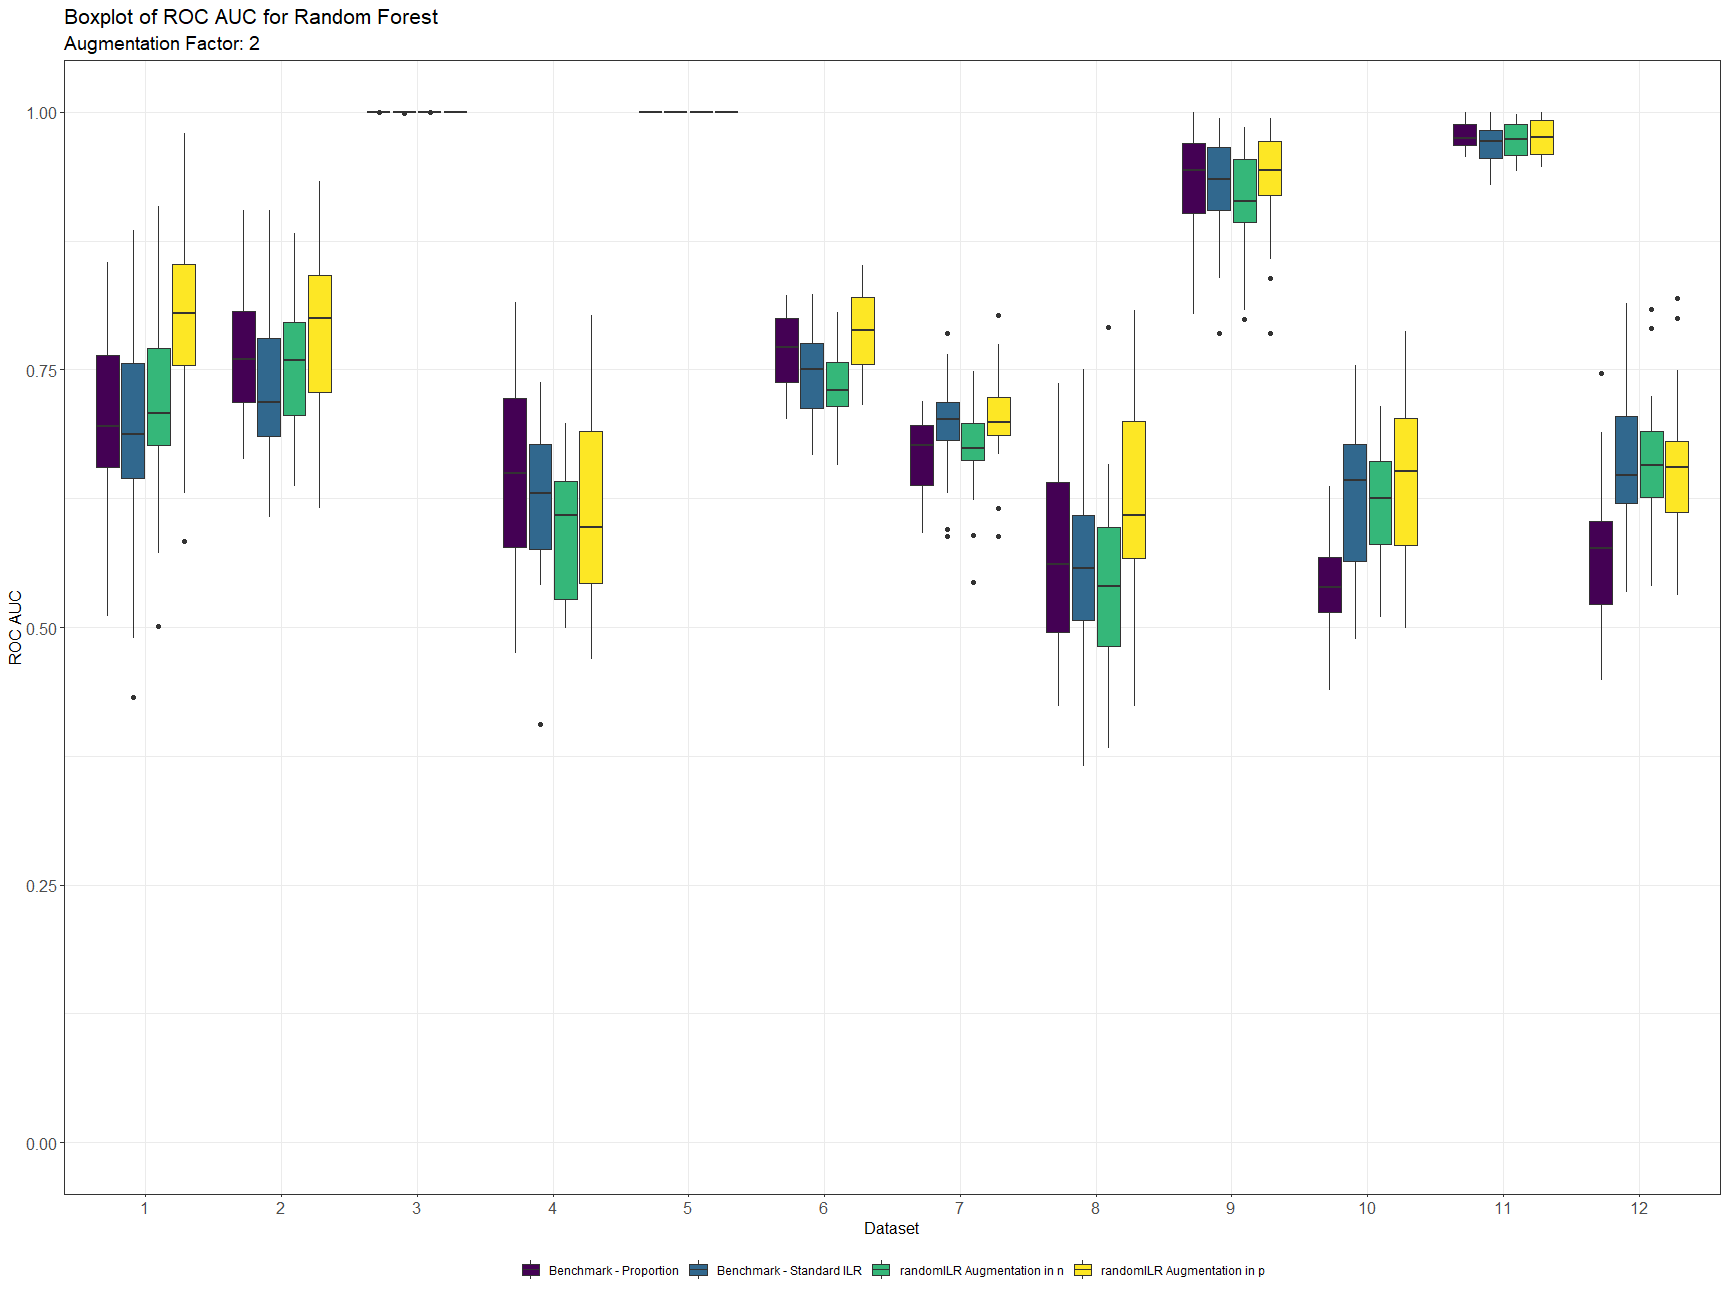 Boxplot of ROC AUC for Random Forest
Augmentation Factor: 2
1.00
0.75
0.50
0.25
0.00
ROC AUC
1 2 3 4 5 6 7 8 9 10 11 12
Dataset
Benchmark - Proportion Benchmark - Standard ILR randomILR Augmentation in n randomILR Augmentation in p